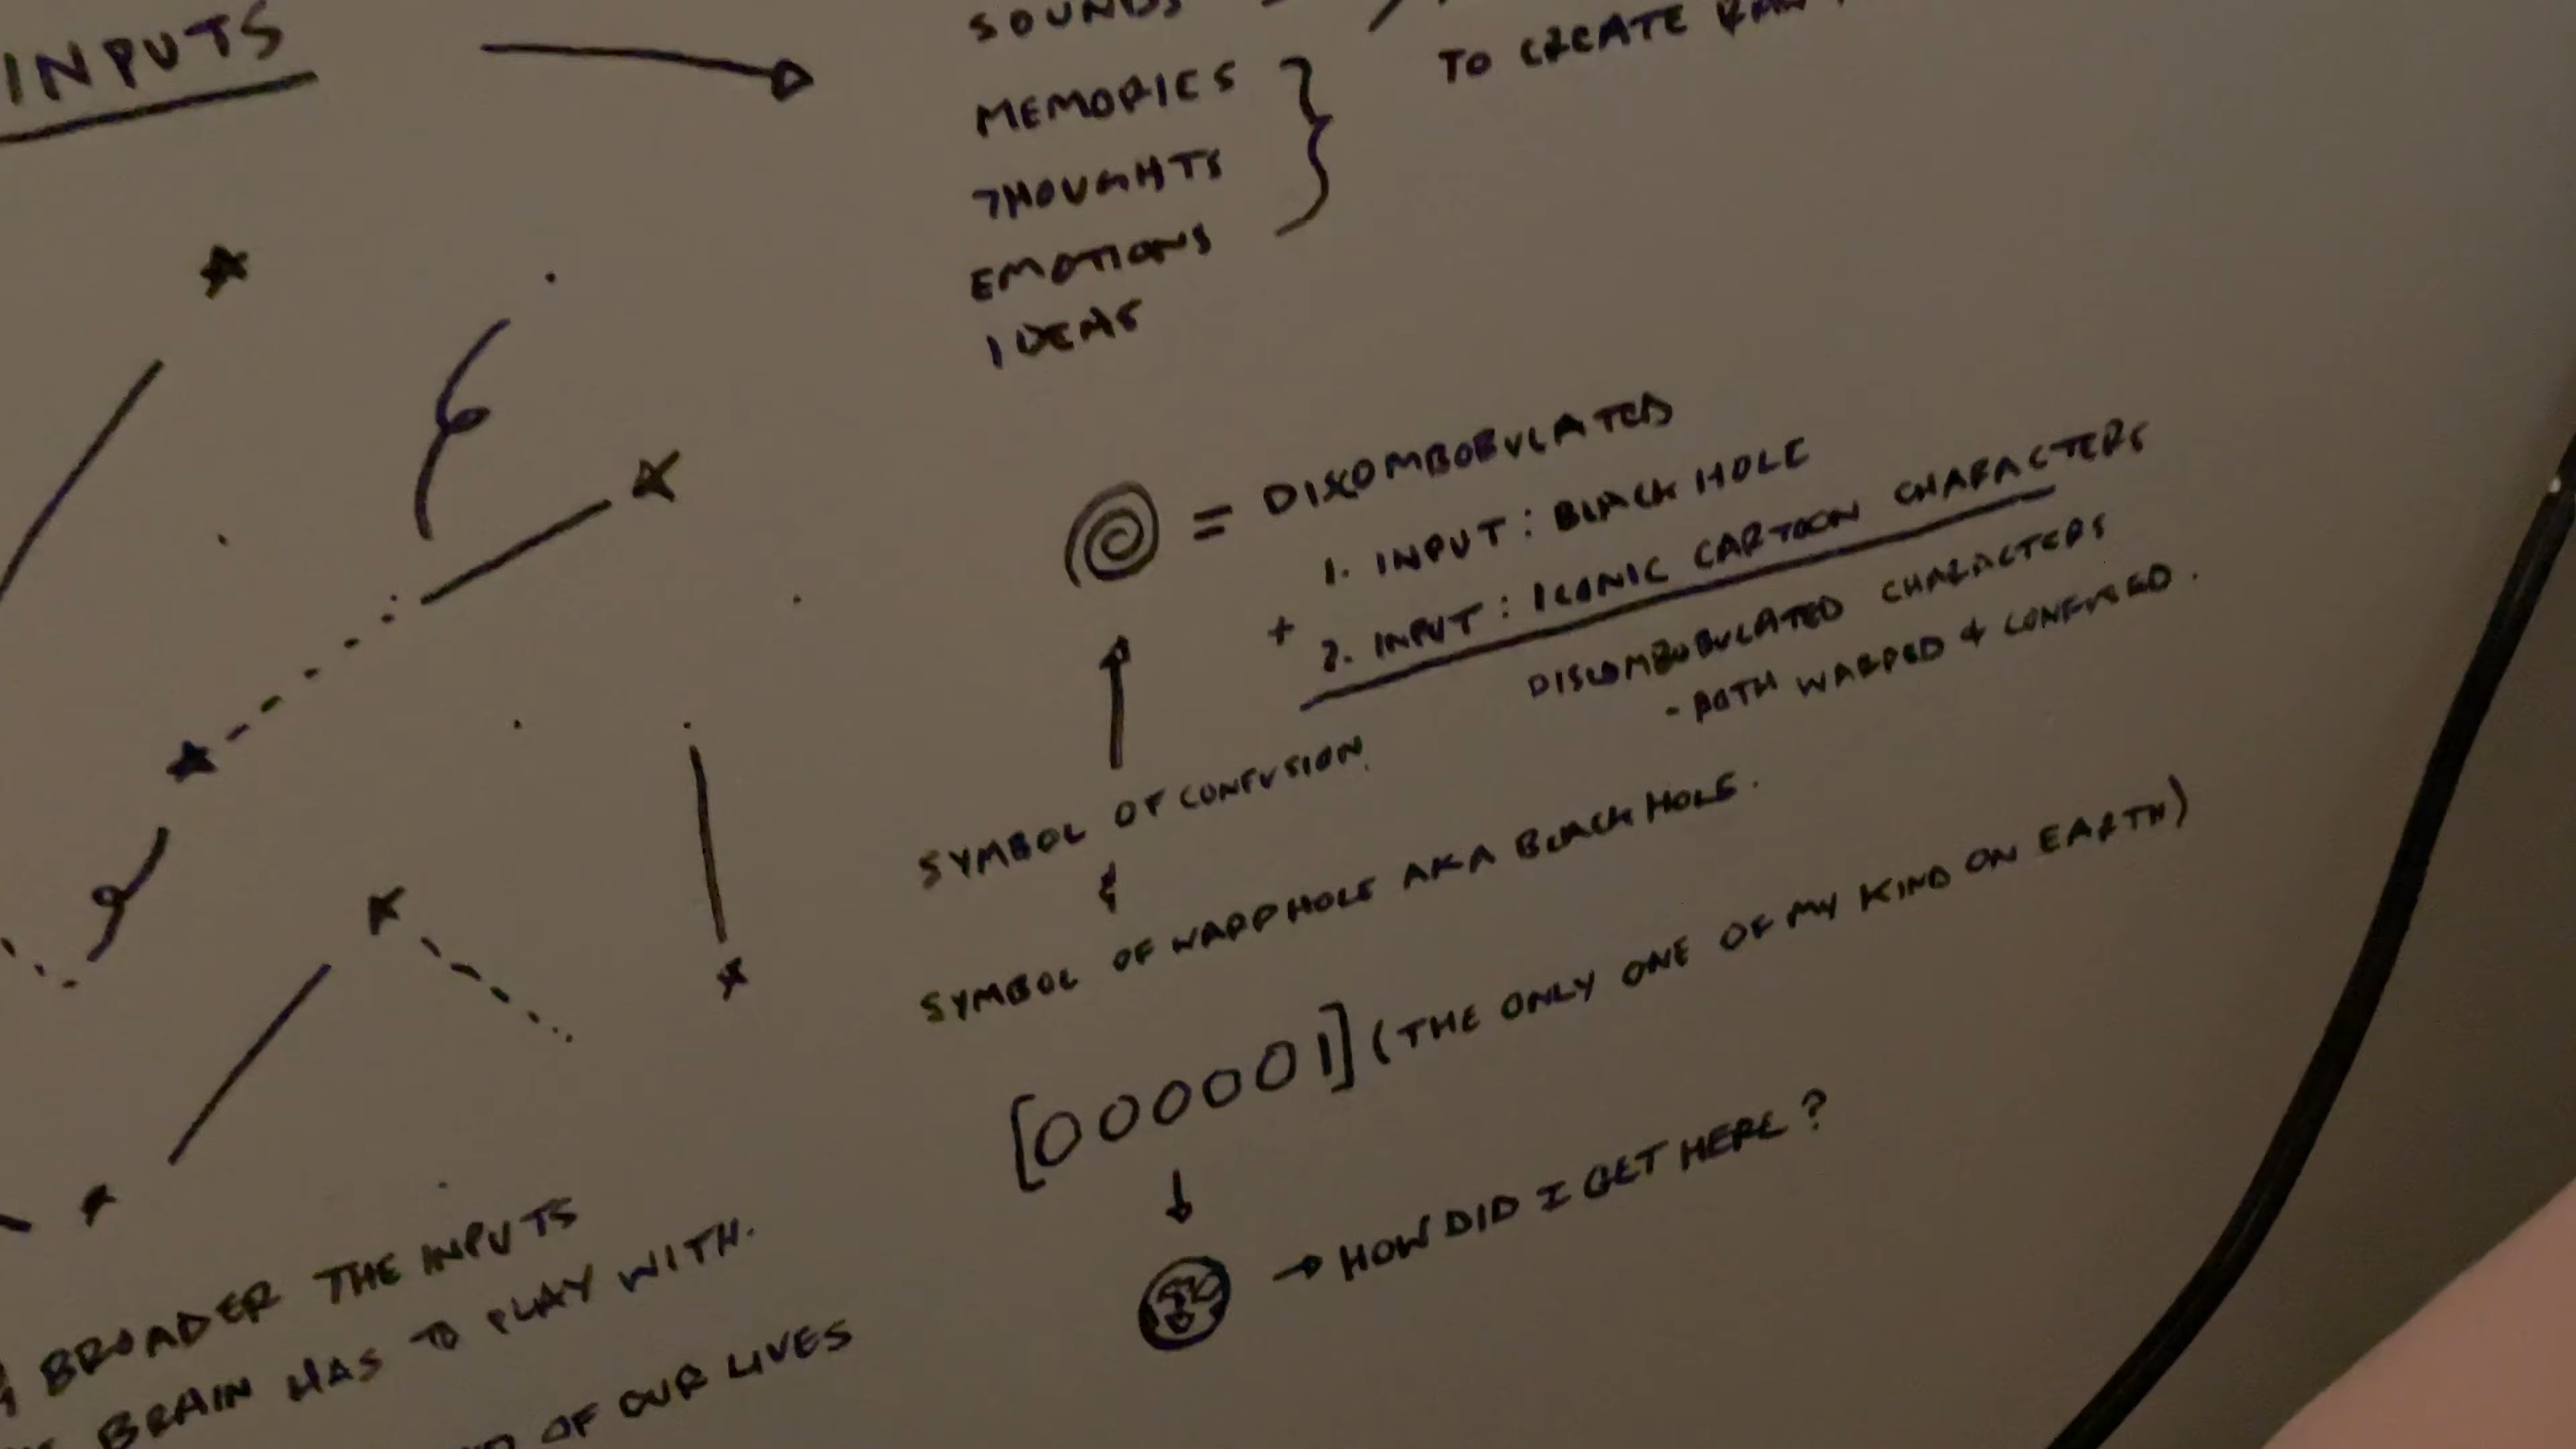 INPUTS
SOUNDS
MEMORIES
THOUGHTS
EMOTIONS
IDEAS
TO CREATE
= DISCOMBOBULATED
1. INPUT : BLACK HOLE
+ 2. INPUT : ICONIC CARTOON CHARACTERS
DISCOMBOBULATED CHARACTERS
- BOTH WARPED & CONFUSED.
SYMBOL OF CONFUSION
&
SYMBOL OF WARPHOLE AKA BLACK HOLE.
[000001] (THE ONLY ONE OF MY KIND ON EARTH)
→ HOW DID I GET HERE?
BROADER THE INPUTS
BRAIN HAS TO PLAY WITH.
OF OUR LIVES